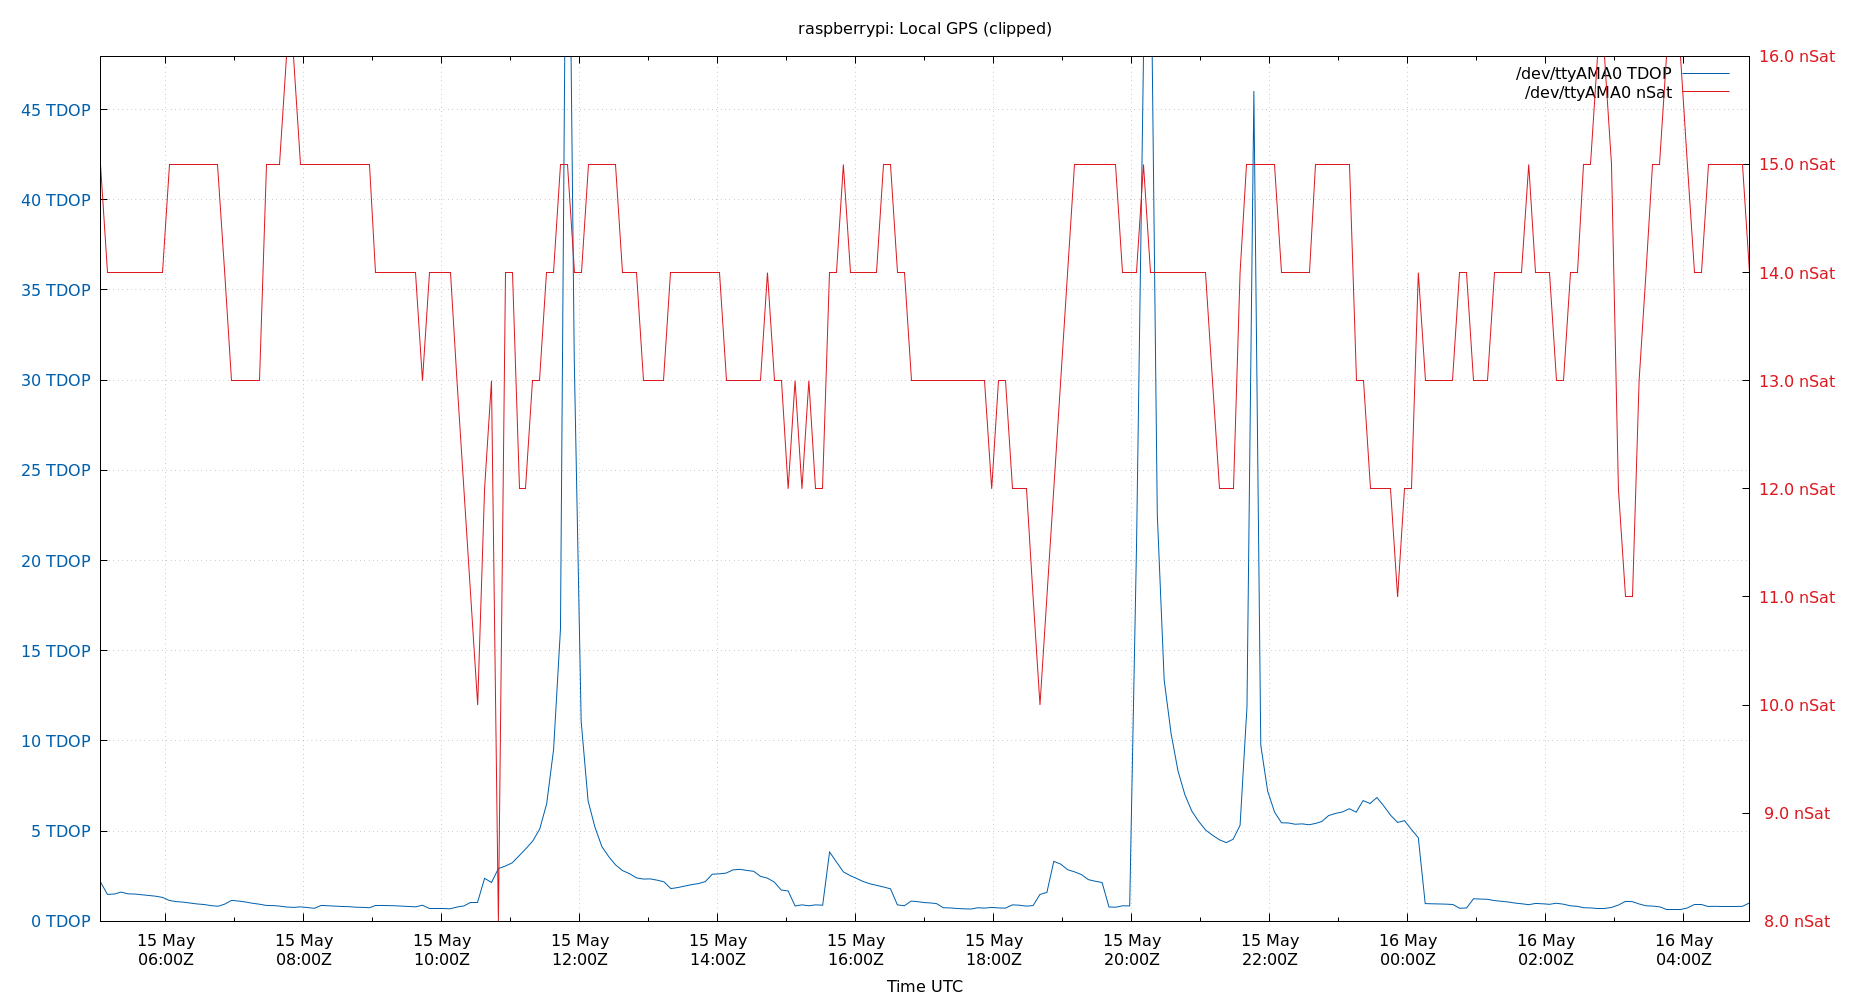 raspberrypi: Local GPS (clipped)
/dev/ttyAMA0 TDOP
/dev/ttyAMA0 nSat
45 TDOP
40 TDOP
35 TDOP
30 TDOP
25 TDOP
20 TDOP
15 TDOP
10 TDOP
5 TDOP
0 TDOP
16.0 nSat
15.0 nSat
14.0 nSat
13.0 nSat
12.0 nSat
11.0 nSat
10.0 nSat
9.0 nSat
8.0 nSat
15 May
06:00Z
15 May
08:00Z
15 May
10:00Z
15 May
12:00Z
15 May
14:00Z
15 May
16:00Z
15 May
18:00Z
15 May
20:00Z
15 May
22:00Z
16 May
00:00Z
16 May
02:00Z
16 May
04:00Z
Time UTC